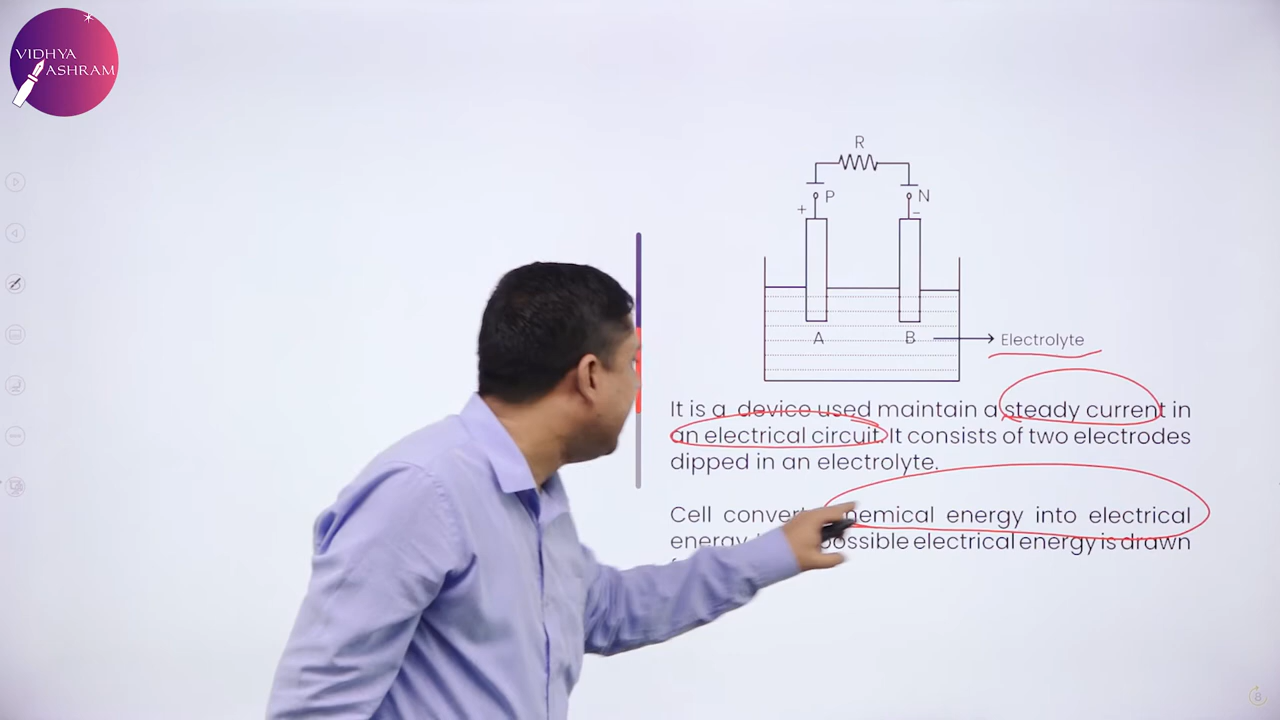 VIDHYA
ASHRAM
R
P
N
+
-
A
B
Electrolyte
It is a device used maintain a steady current in
an electrical circuit. It consists of two electrodes
dipped in an electrolyte.
Cell convert chemical energy into electrical
energy possible electrical energy is drawn
8